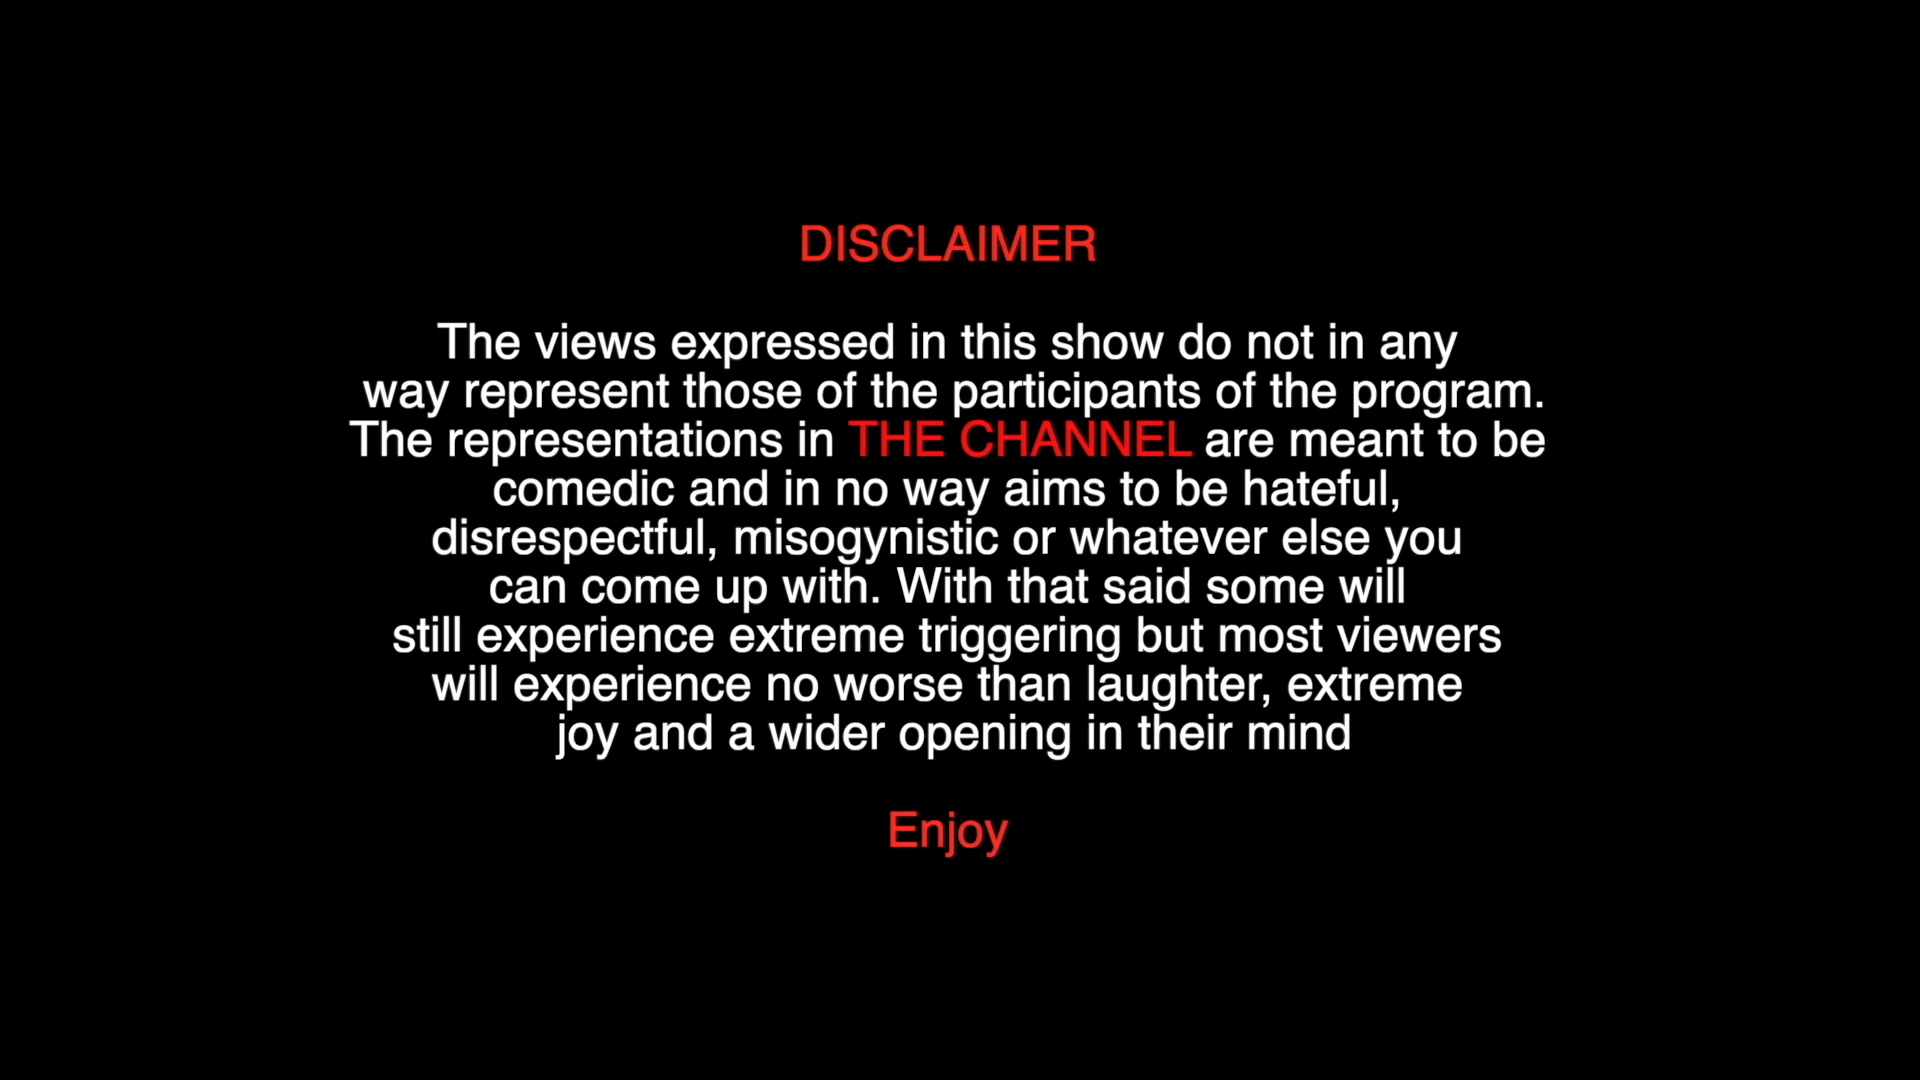 DISCLAIMER
The views expressed in this show do not in any
way represent those of the participants of the program.
The representations in THE CHANNEL are meant to be
comedic and in no way aims to be hateful,
disrespectful, misogynistic or whatever else you
can come up with. With that said some will
still experience extreme triggering but most viewers
will experience no worse than laughter, extreme
joy and a wider opening in their mind
Enjoy